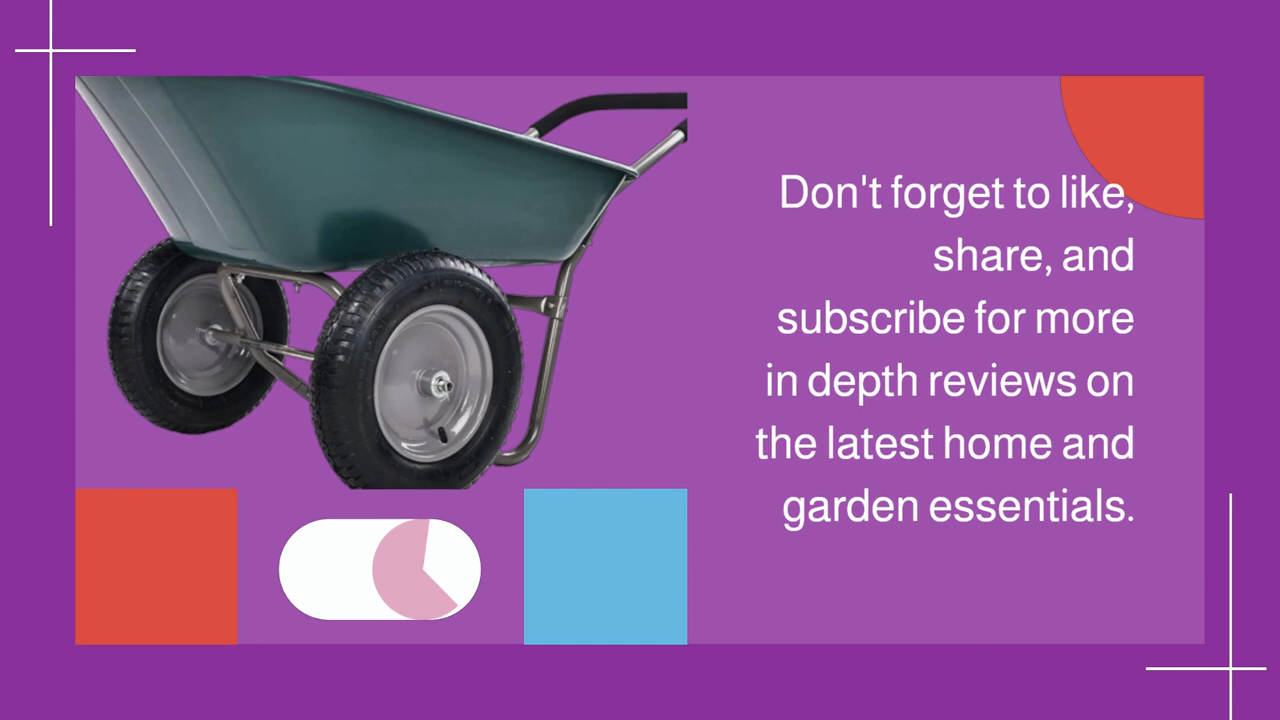 Don't forget to like,
share, and
subscribe for more
in depth reviews on
the latest home and
garden essentials.